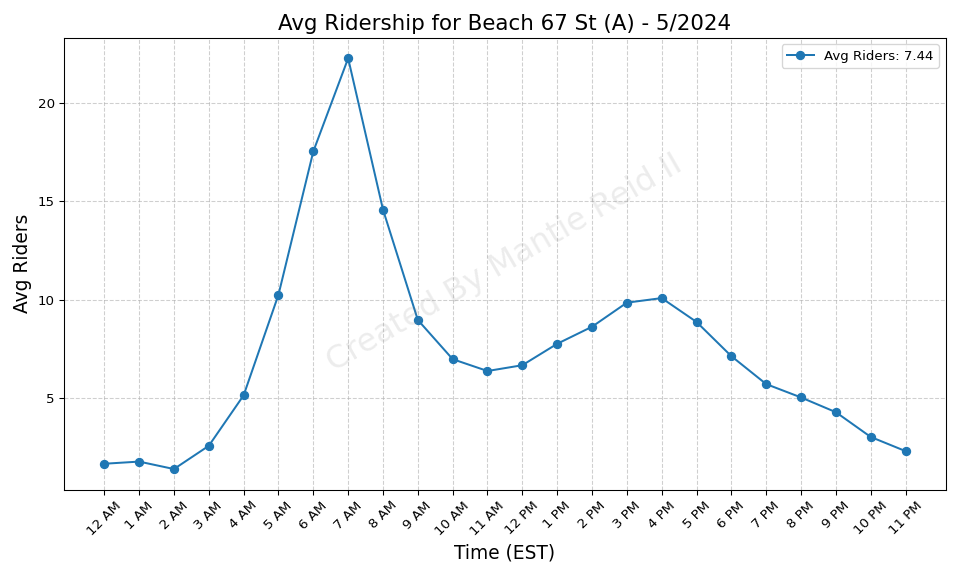 Avg Ridership for Beach 67 St (A) - 5/2024
Avg Riders: 7.44
20
15
10
5
Avg Riders
Created By Mantle Reid II
12 AM
1 AM
2 AM
3 AM
4 AM
5 AM
6 AM
7 AM
8 AM
9 AM
10 AM
11 AM
12 PM
1 PM
2 PM
3 PM
4 PM
5 PM
6 PM
7 PM
8 PM
9 PM
10 PM
11 PM
Time (EST)